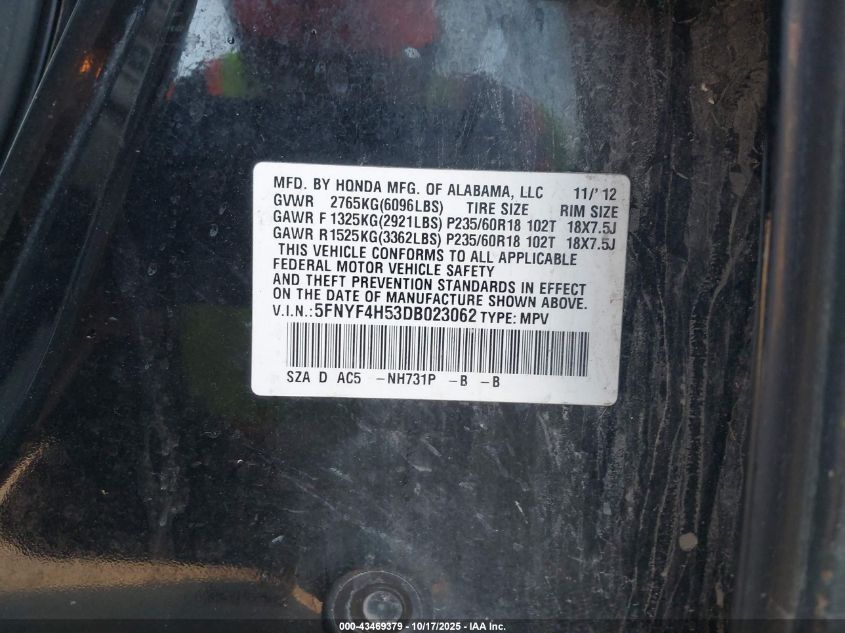 MFD. BY HONDA MFG. OF ALABAMA, LLC 11/'12
GVWR 2765KG(6096LBS) TIRE SIZE RIM SIZE
GAWR F 1325KG(2921LBS) P235/60R18 102T 18X7.5J
GAWR R 1525KG(3362LBS) P235/60R18 102T 18X7.5J
THIS VEHICLE CONFORMS TO ALL APPLICABLE
FEDERAL MOTOR VEHICLE SAFETY
AND THEFT PREVENTION STANDARDS IN EFFECT
ON THE DATE OF MANUFACTURE SHOWN ABOVE.
V.I.N.: 5FNYF4H53DB023062 TYPE: MPV
SZA D AC5 -NH731P -B -B
000-43469379 | 10/17/2025 - IAA Inc.